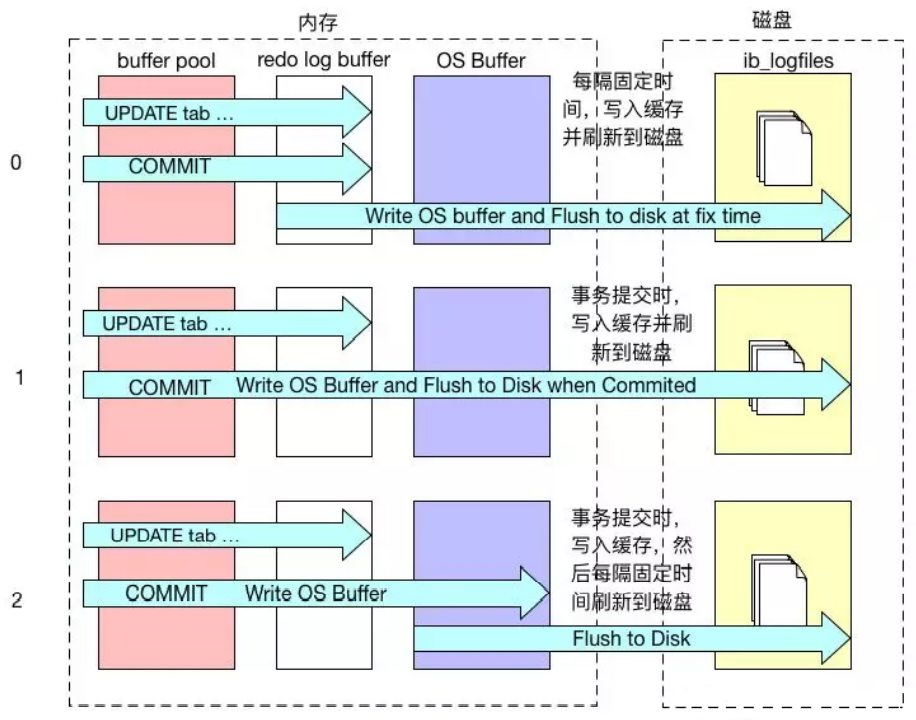 内存
磁盘
buffer pool
redo log buffer
OS Buffer
ib_logfiles
0
UPDATE tab ...
COMMIT
每隔固定时
间，写入缓存
并刷新到磁盘
Write OS buffer and Flush to disk at fix time
1
UPDATE tab ...
事务提交时，
写入缓存并刷
新到磁盘
COMMIT
Write OS Buffer and Flush to Disk when Commited
2
UPDATE tab ...
COMMIT
Write OS Buffer
事务提交时，
写入缓存，然
后每隔固定时
间刷新到磁盘
Flush to Disk